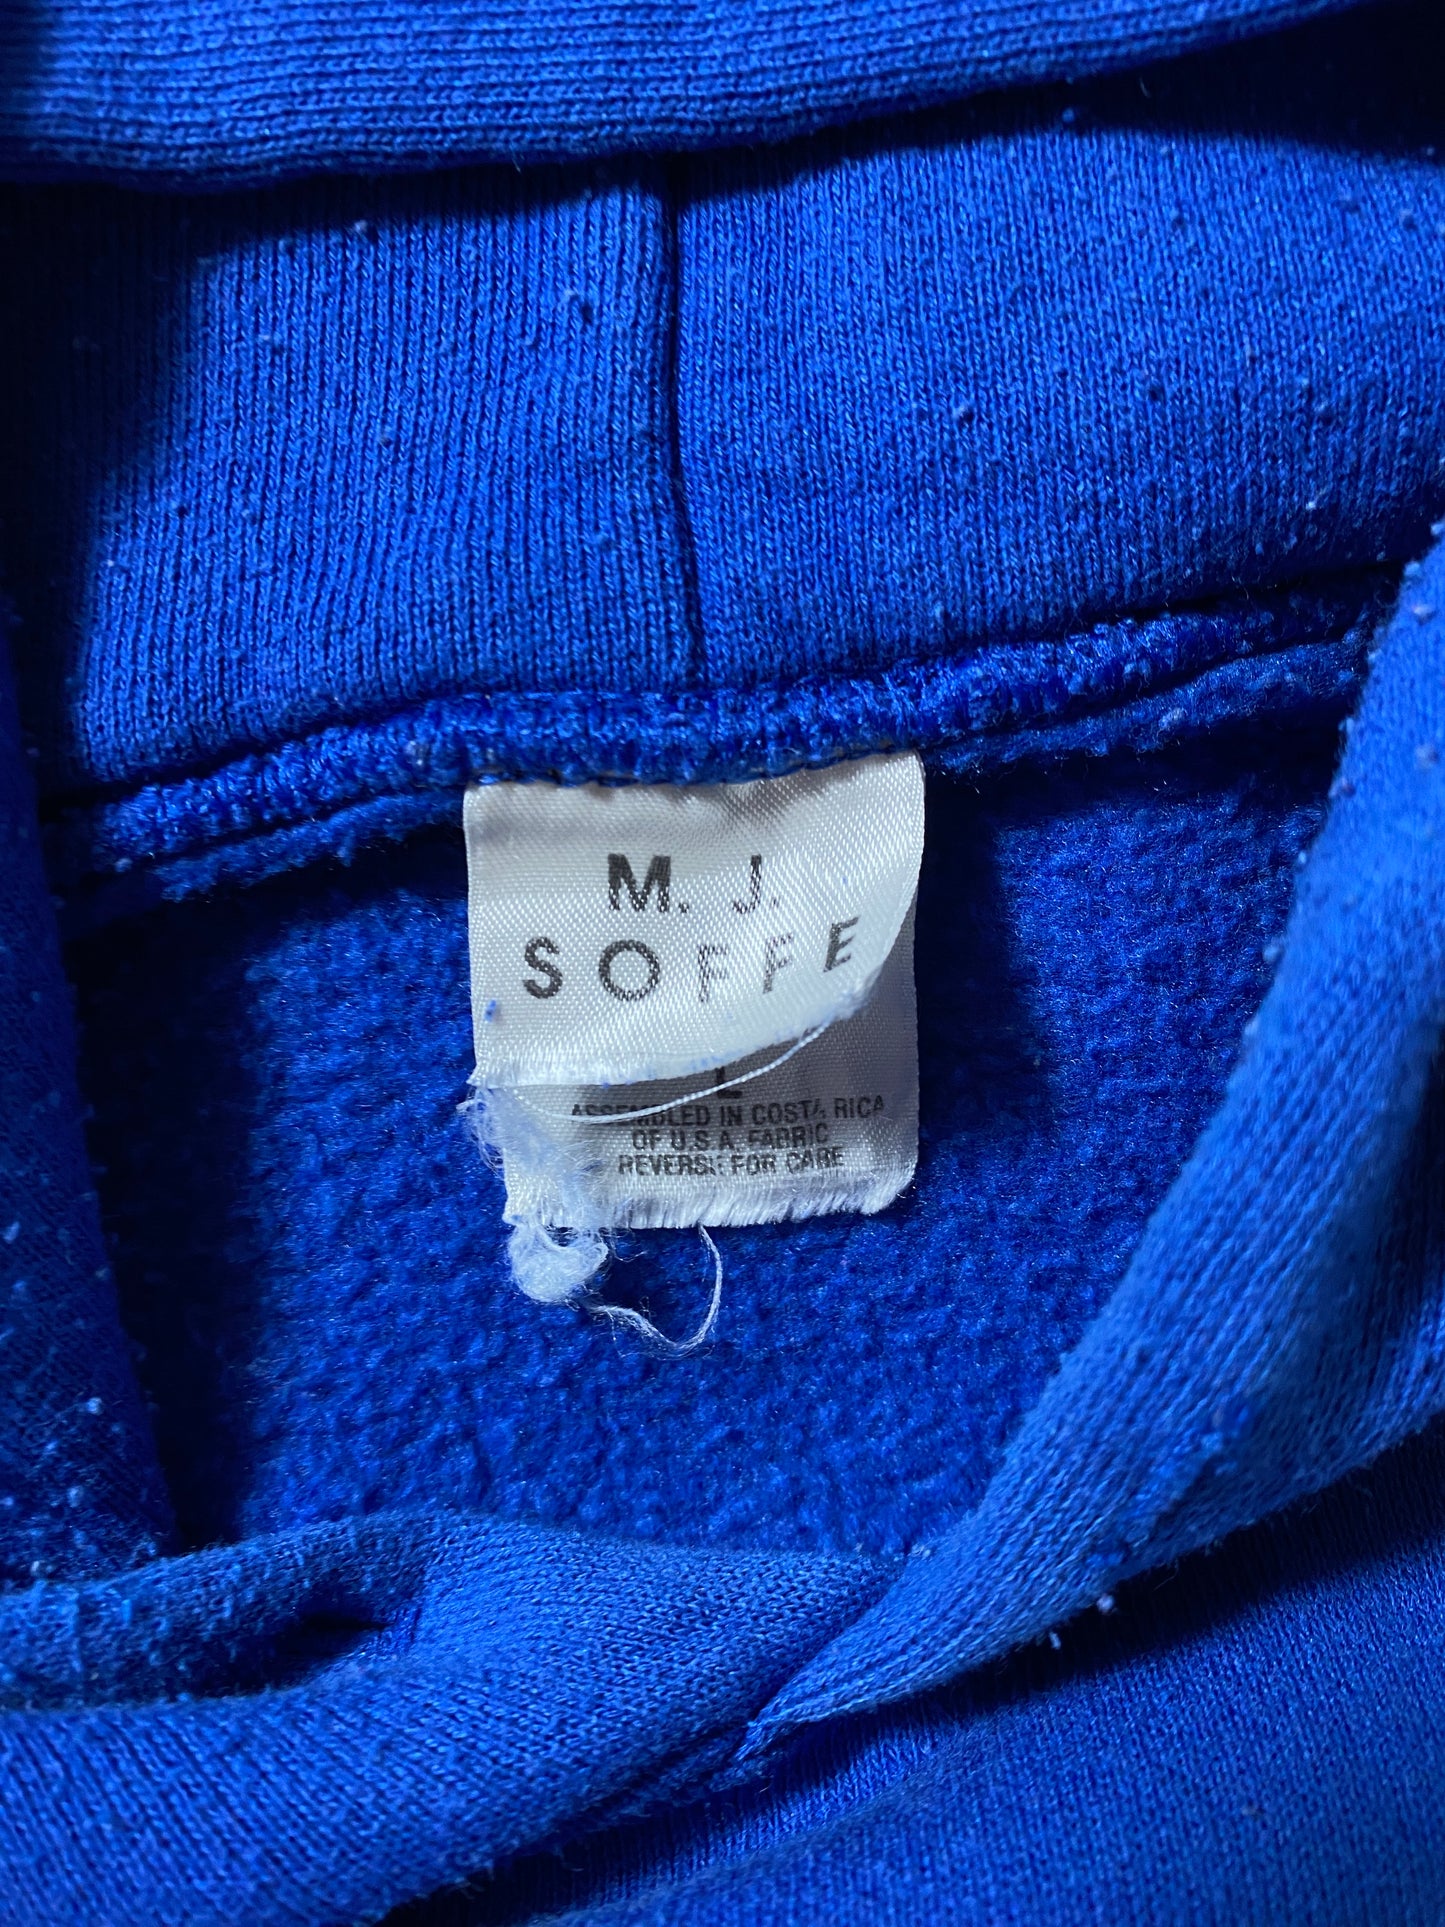 M. J.
SOFFE
L
ASSEMBLED IN COSTA RICA
OF U.S.A. FABRIC
REVERSE FOR CARE